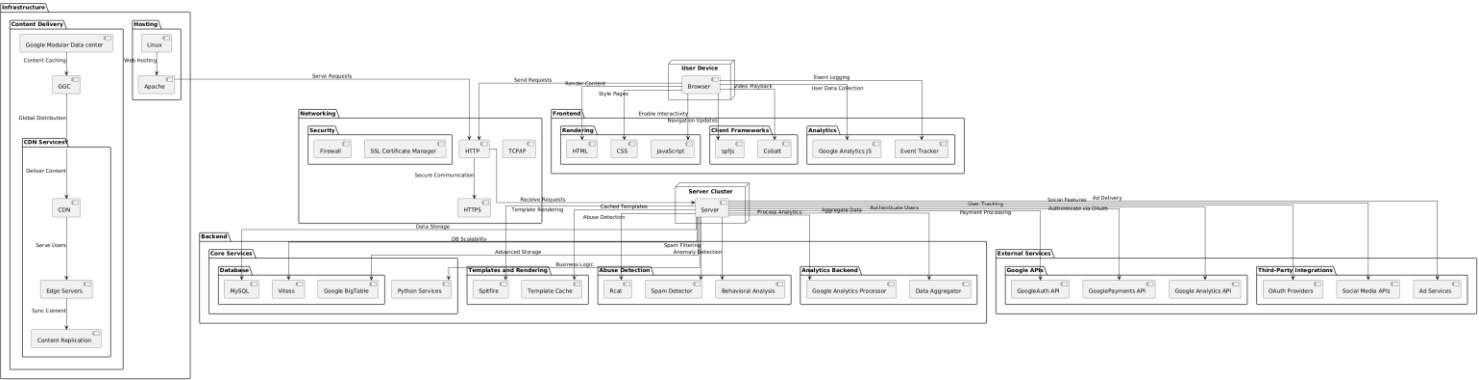 Infrastructure
Content Delivery
Hosting
Google Modular Data center
Linux
Content Caching
Web Hosting
GGC
Apache
Serve Requests
Global Distribution
CDN Services
Deliver Content
CDN
Serve Users
Edge Servers
Sync Content
Content Replication
User Device
Browser
Send Requests
Render Content
Style Pages
Enable Interactivity
Navigation Updates
Video Playback
Event Logging
User Data Collection
Networking
Security
Firewall
SSL Certificate Manager
HTTP
TCP/IP
Secure Communication
HTTPS
Frontend
Rendering
HTML
CSS
JavaScript
Client Frameworks
spfjs
Cobalt
Analytics
Google Analytics JS
Event Tracker
Server Cluster
Server
Receive Requests
Template Rendering
Cached Templates
Abuse Detection
Data Storage
DB Scalability
Advanced Storage
Business Logic
Spam Filtering
Anomaly Detection
Process Analytics
Aggregate Data
Authenticate Users
User Tracking
Payment Processing
Social Features
Authenticate via OAuth
Ad Delivery
Backend
Core Services
Database
MySQL
Vitess
Google BigTable
Python Services
Templates and Rendering
Spitfire
Template Cache
Abuse Detection
Rcat
Spam Detector
Behavioral Analysis
Analytics Backend
Google Analytics Processor
Data Aggregator
External Services
Google APIs
GoogleAuth API
GooglePayments API
Google Analytics API
Third-Party Integrations
OAuth Providers
Social Media APIs
Ad Services